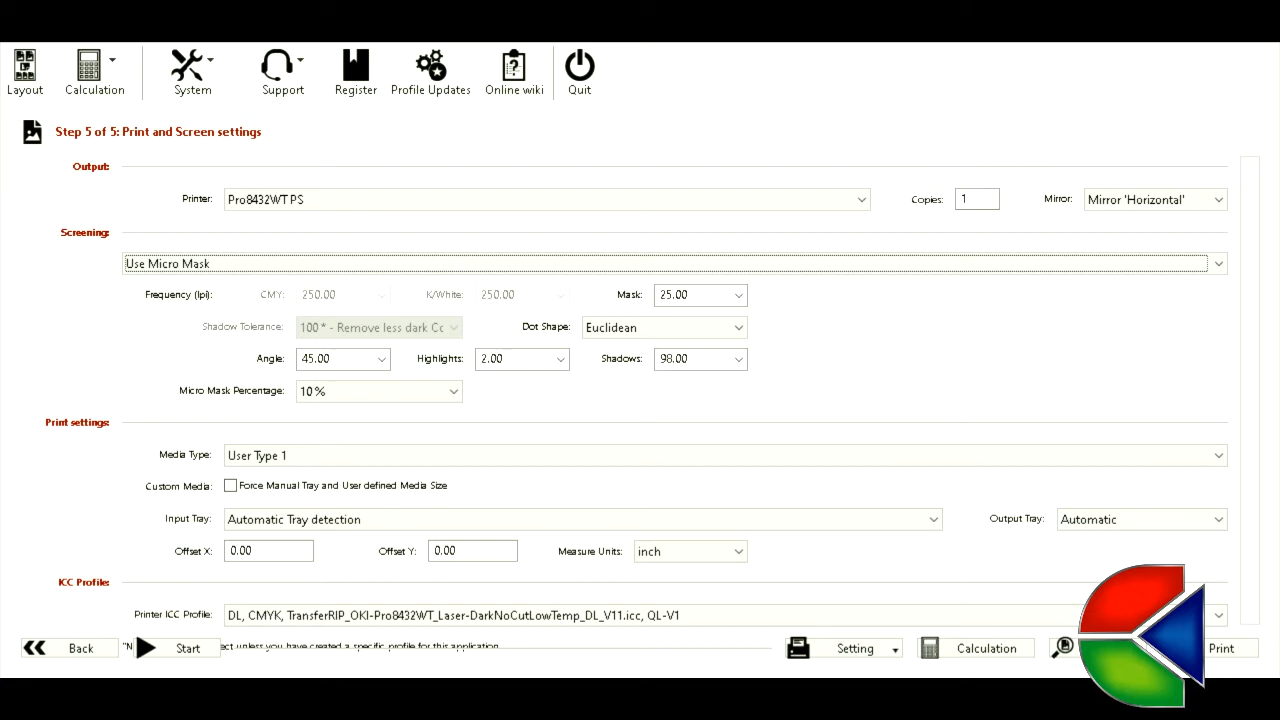 Layout Calculation System Support Register Profile Updates Online wiki Quit
Step 5 of 5: Print and Screen settings
Output:
Printer: Pro8432WT PS Copies: 1 Mirror: Mirror 'Horizontal'
Screening:
Use Micro Mask
Frequency (lpi) CMY: 250.00 K/White: 250.00 Mask: 25.00
Shadow Tolerance: 100 * - Remove less dark Cc Dot Shape: Euclidean
Angle: 45.00 Highlights: 2.00 Shadows: 98.00
Micro Mask Percentage: 10%
Print settings:
Media Type: User Type 1
Custom Media: Force Manual Tray and User defined Media Size
Input Tray: Automatic Tray detection Output Tray: Automatic
Offset X: 0.00 Offset Y: 0.00 Measure Units: inch
ICC Profile:
Printer ICC Profile: DL, CMYK, TransferRIP_OKI-Pro8432WT_Laser-DarkNoCutLowTemp_DL_V11.icc, QL-V1
Back "N Start ect unless you have created a specific profile for this application Setting Calculation Print